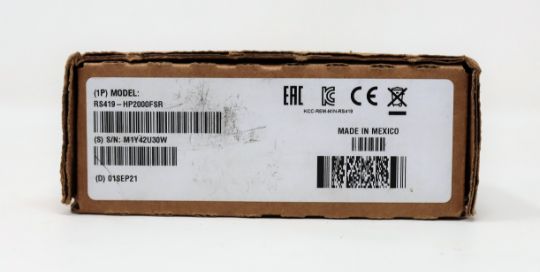 (1P) MODEL:
RS419-HP2000FSR
(S) S/N: M1Y42U30W
(D) 01SEP21
EAC CE
KCC-REM-MYN-RS419
MADE IN MEXICO